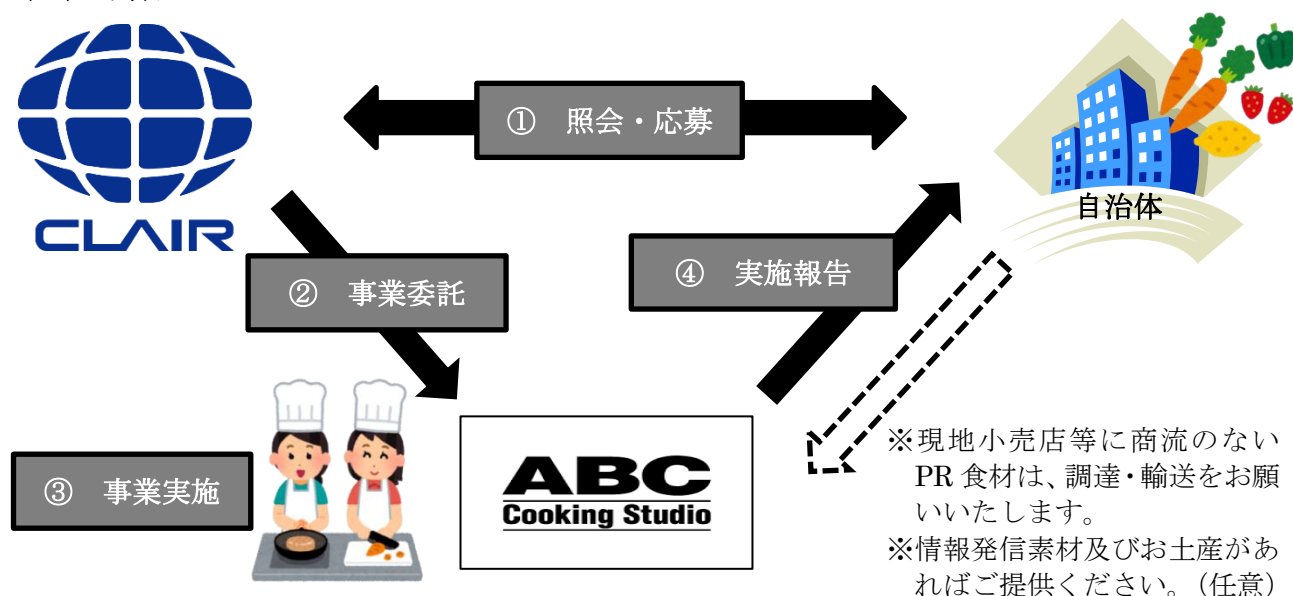 ① 照会・応募
CLAIR
自治体
② 事業委託
④ 実施報告
③ 事業実施
ABC
Cooking Studio
※現地小売店等に商流のない
PR 食材は、調達・輸送をお願
いいたします。
※情報発信素材及びお土産があ
ればご提供ください。（任意）